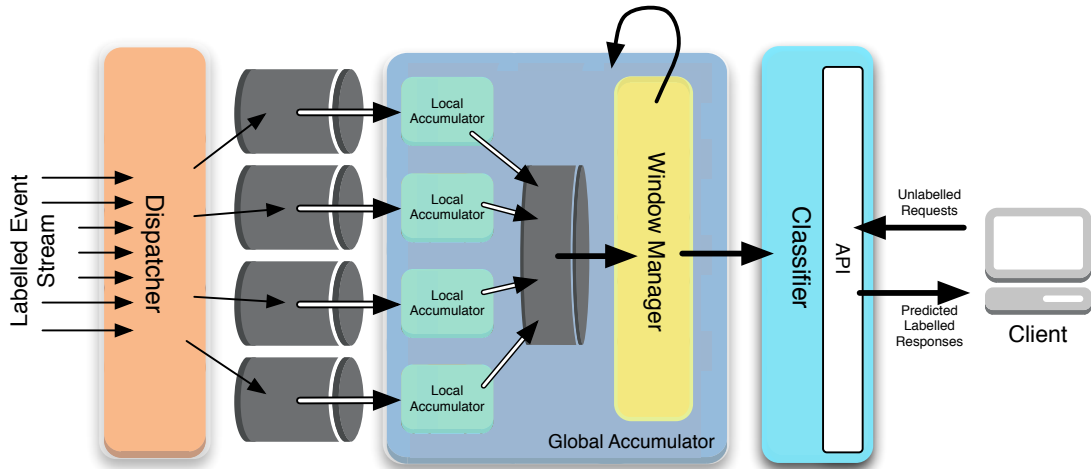 Labelled Event
Stream
Dispatcher
Local
Accumulator
Local
Accumulator
Local
Accumulator
Local
Accumulator
Window Manager
Global Accumulator
Classifier
API
Unlabelled
Requests
Predicted
Labelled
Responses
Client